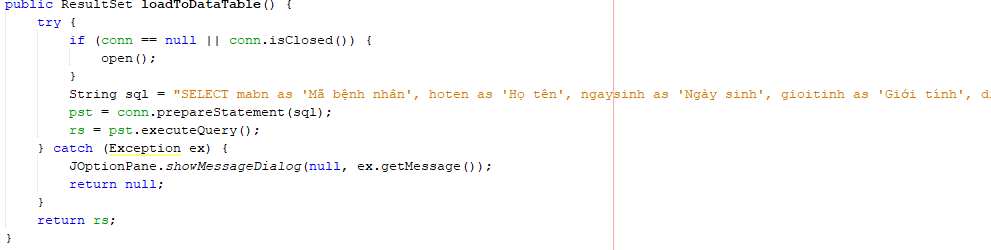 public ResultSet loadToDataTable() {
try {
if (conn == null || conn.isClosed()) {
open();
}
String sql = "SELECT mabn as 'Mã bệnh nhân', hoten as 'Họ tên', ngaysinh as 'Ngày sinh', gioitinh as 'Giới tính', di
pst = conn.prepareStatement(sql);
rs = pst.executeQuery();
} catch (Exception ex) {
JOptionPane.showMessageDialog(null, ex.getMessage());
return null;
}
return rs;
}